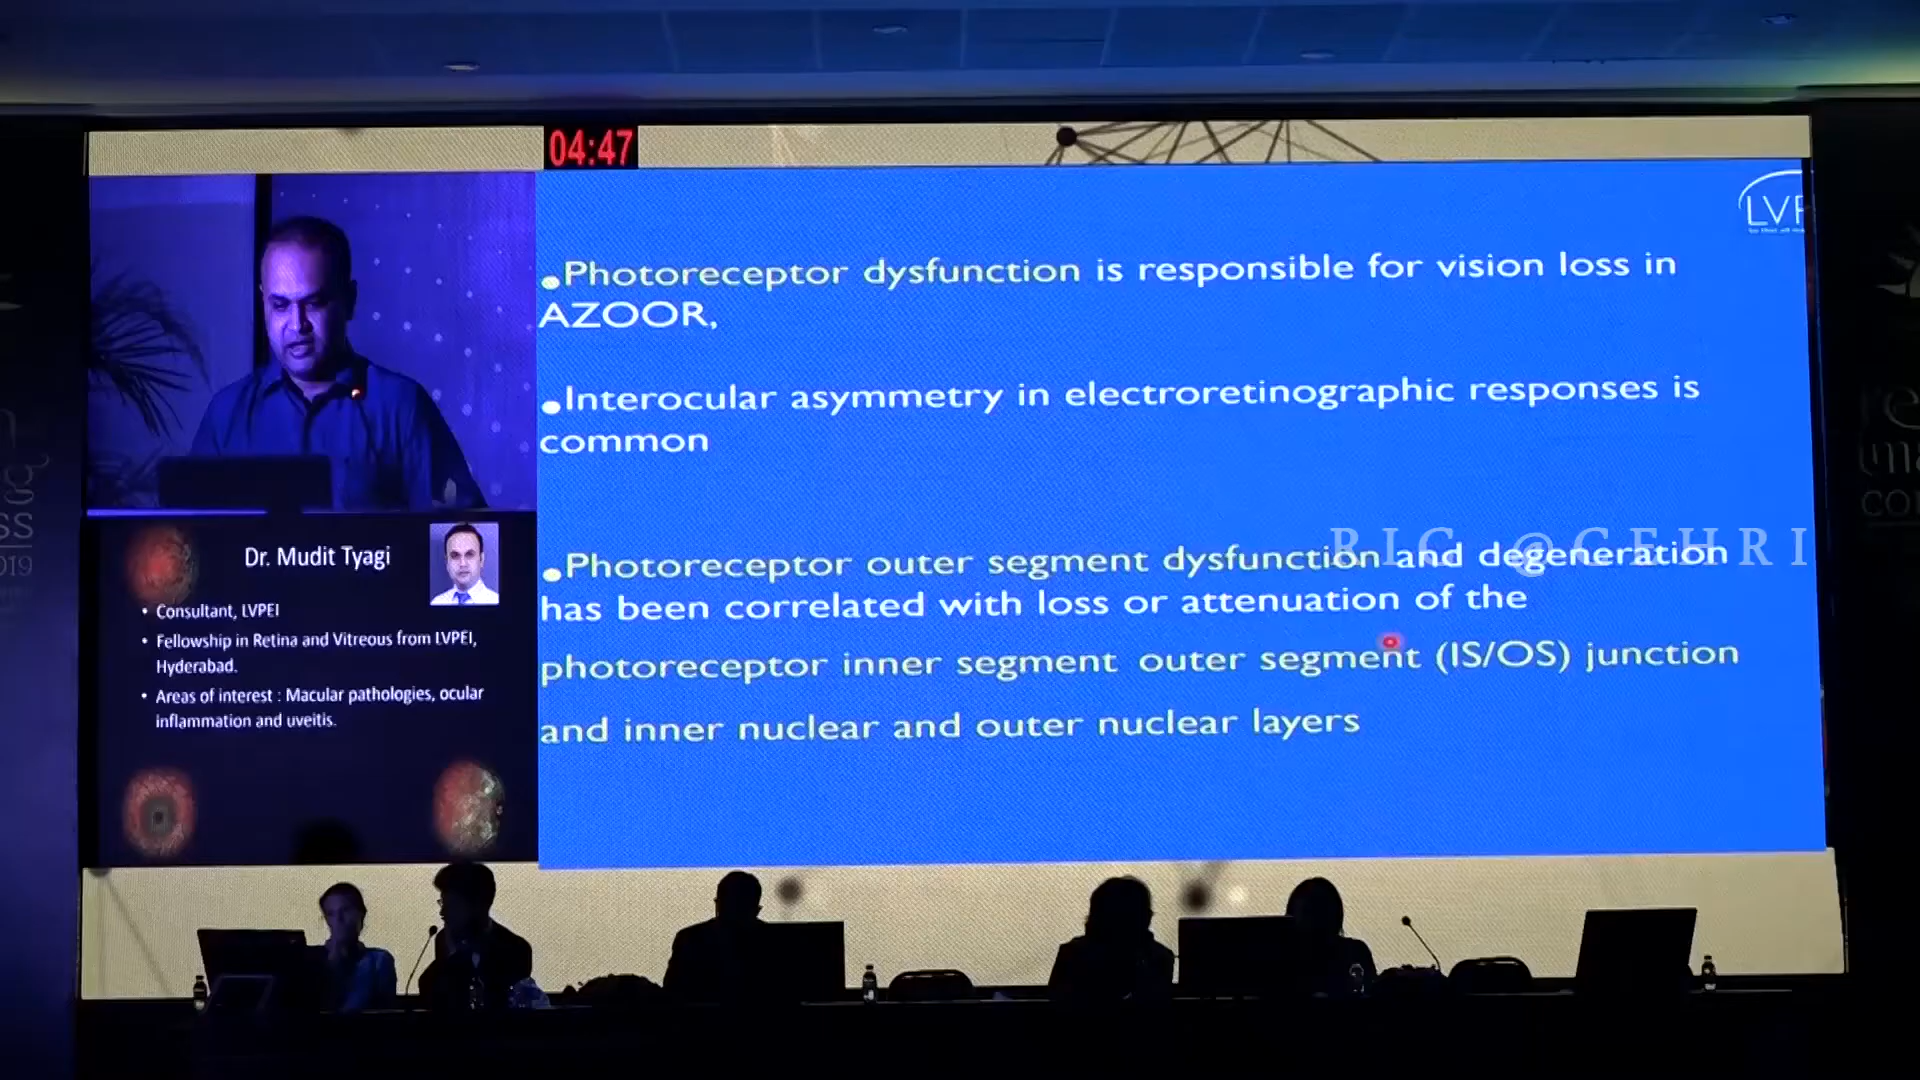 04:47
LVP
•Photoreceptor dysfunction is responsible for vision loss in
AZOOR,
•Interocular asymmetry in electroretinographic responses is
common
•Photoreceptor outer segment dysfunction and degeneration
has been correlated with loss or attenuation of the
photoreceptor inner segment outer segment (IS/OS) junction
and inner nuclear and outer nuclear layers
RIC @CEHRI
Dr. Mudit Tyagi
• Consultant, LVPEI
• Fellowship in Retina and Vitreous from LVPEI,
Hyderabad.
• Areas of interest : Macular pathologies, ocular
inflammation and uveitis.